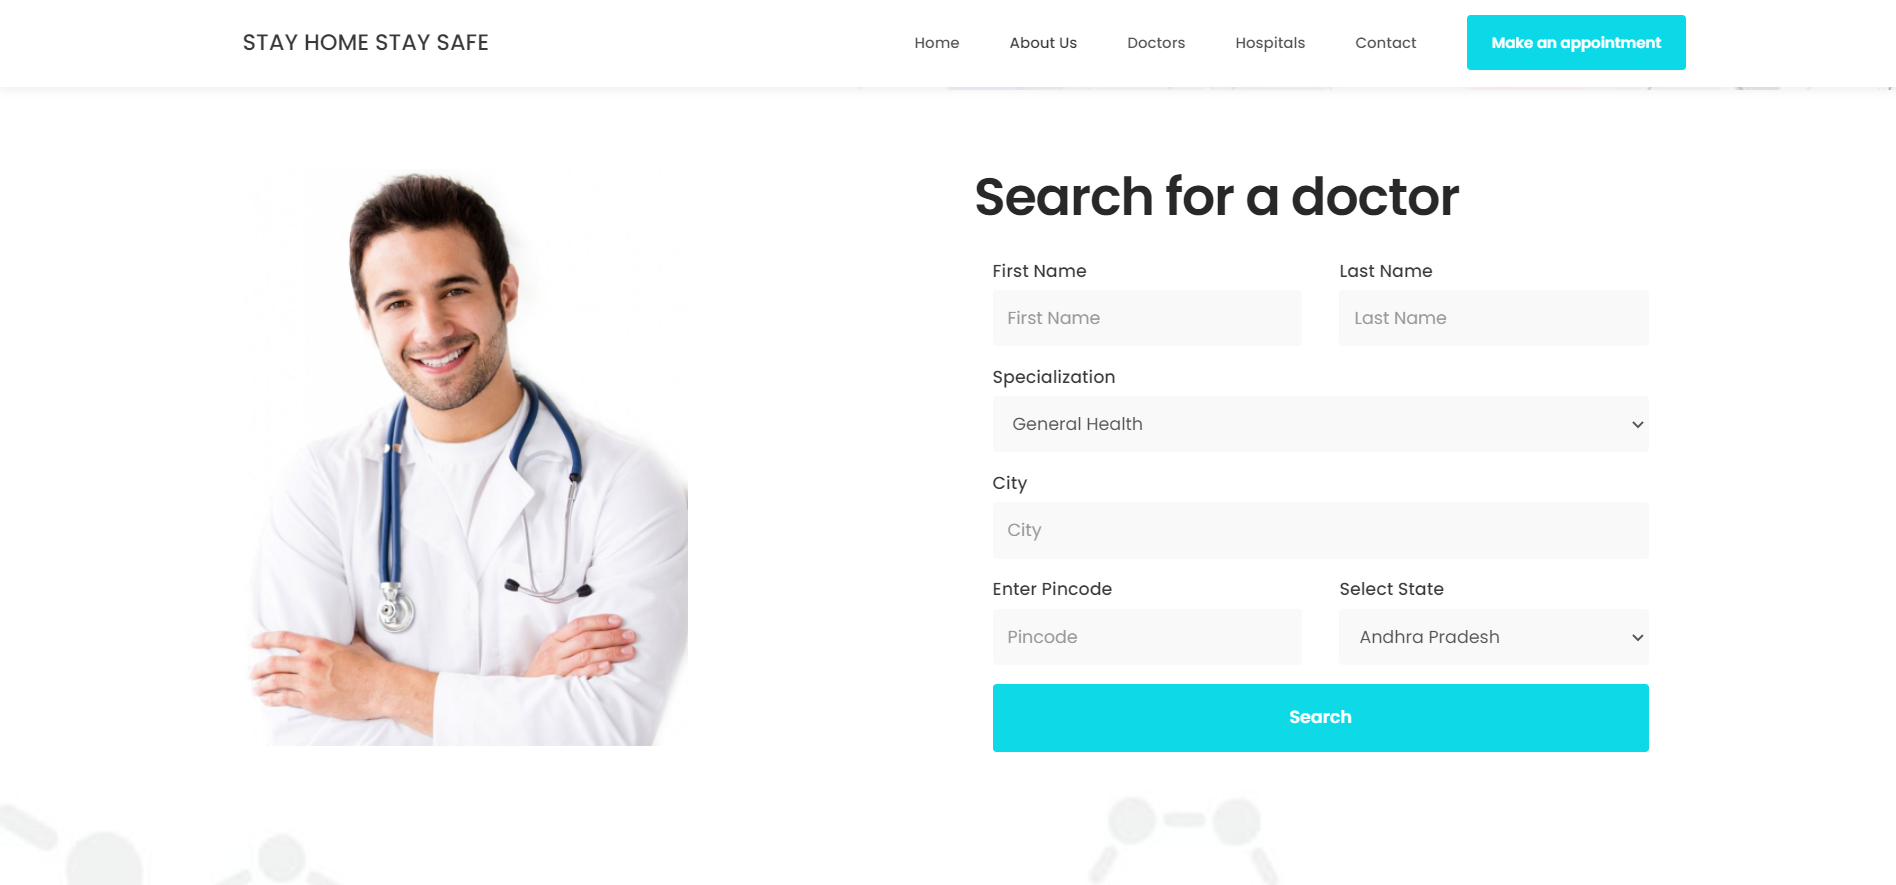 STAY HOME STAY SAFE
Home About Us Doctors Hospitals Contact Make an appointment
Search for a doctor
First Name Last Name
First Name Last Name
Specialization
General Health
City
City
Enter Pincode Select State
Pincode Andhra Pradesh
Search